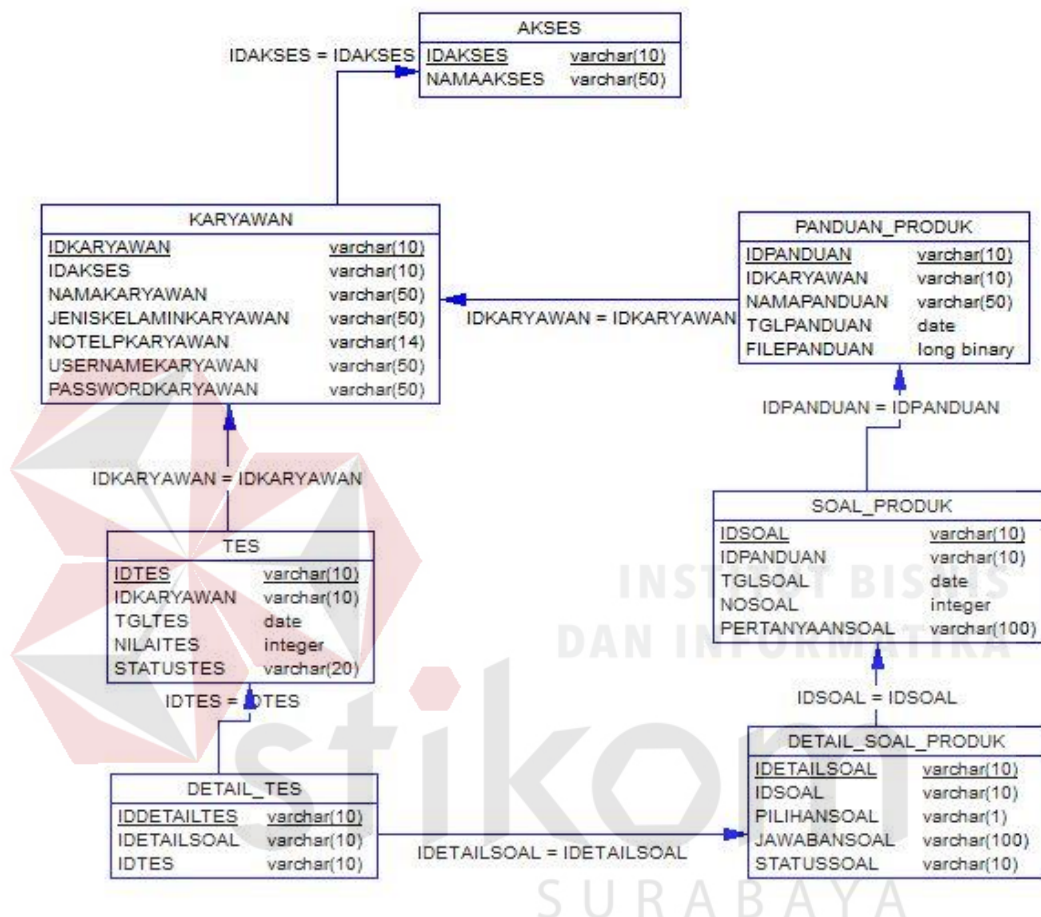 AKSES
IDAKSES varchar(10)
NAMAAKSES varchar(50)
IDAKSES = IDAKSES
KARYAWAN
IDKARYAWAN varchar(10)
IDAKSES varchar(10)
NAMAKARYAWAN varchar(50)
JENISKELAMINKARYAWAN varchar(50)
NOTELPKARYAWAN varchar(14)
USERNAMEKARYAWAN varchar(50)
PASSWORDKARYAWAN varchar(50)
IDKARYAWAN = IDKARYAWAN
PANDUAN_PRODUK
IDPANDUAN varchar(10)
IDKARYAWAN varchar(10)
NAMAPANDUAN varchar(50)
TGLPANDUAN date
FILEPANDUAN long binary
IDPANDUAN = IDPANDUAN
IDKARYAWAN = IDKARYAWAN
TES
IDTES varchar(10)
IDKARYAWAN varchar(10)
TGLTES date
NILAITES integer
STATUSTES varchar(20)
IDTES = IDTES
SOAL_PRODUK
IDSOAL varchar(10)
IDPANDUAN varchar(10)
TGLSOAL date
NOSOAL integer
PERTANYAANSOAL varchar(100)
IDSOAL = IDSOAL
DETAIL_TES
IDDETAILTES varchar(10)
IDETAILSOAL varchar(10)
IDTES varchar(10)
IDETAILSOAL = IDETAILSOAL
DETAIL_SOAL_PRODUK
IDETAILSOAL varchar(10)
IDSOAL varchar(10)
PILIHANSOAL varchar(1)
JAWABANSOAL varchar(100)
STATUSSOAL varchar(10)
INSTITUT BISNIS
DAN INFORMATIKA
stikom
SURABAYA